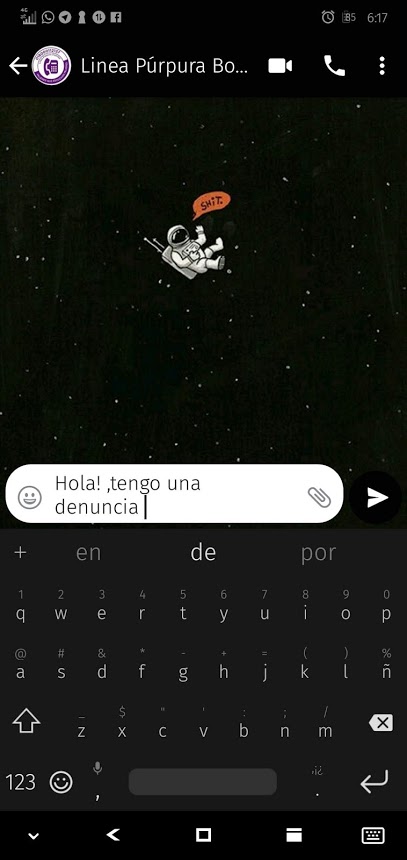 4G 85 6:17
Linea Púrpura Bo...
SHIT.
Hola! ,tengo una
denuncia
+ en de por
1 2 3 4 5 6 7 8 9 0
q w e r t y u i o p
@ # & * - + = ( ) %
a s d f g h j k l ñ
_ $ " ' : ; /
z x c v b n m
123 , .